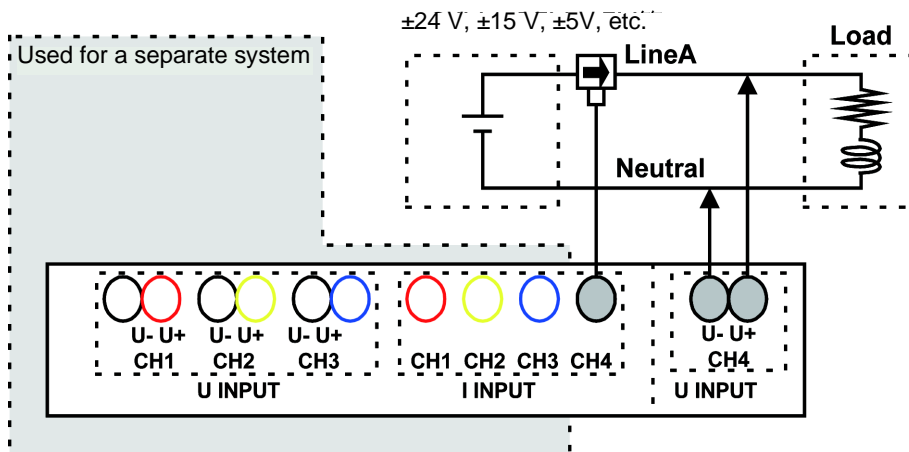 ±24 V, ±15 V, ±5V, etc.
Used for a separate system
LineA
Load
Neutral
U- U+ U- U+ U- U+ U- U+
CH1 CH2 CH3 CH1 CH2 CH3 CH4 CH4
U INPUT I INPUT U INPUT